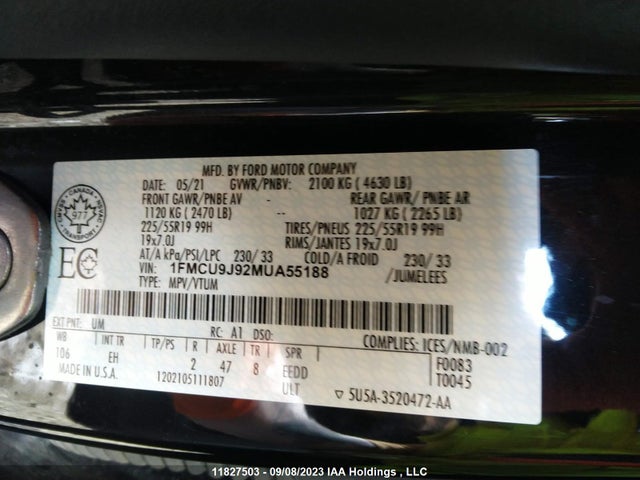 MFD. BY FORD MOTOR COMPANY
DATE: 05/21 GVWR/PNBV: 2100 KG ( 4630 LB)
FRONT GAWR/PNBE AV - REAR GAWR/ PNBE AR
1120 KG ( 2470 LB) -- 1027 KG ( 2265 LB)
225/55R19 99H TIRES/PNEUS 225/55R19 99H
19x7.0J RIMS/JANTES 19x7.0J
AT/A kPa/PSI/LPC 230/ 33 COLD/A FROID 230/ 33
VIN: 1FMCU9J92MUA55188 /JUMELEES
TYPE: MPV/VTUM
CANADA
977
TRANSPORT
EC
EXT PNT: UM RC: A1 DSO: COMPLIES: ICES/NMB-002
WB INT TR TP/PS R AXLE TR SPR F0083
106 EH 2 47 8 EEDD T0045
MADE IN U.S.A. 1202105111807 ULT ▽ 5U5A-3520472-AA
11827503 - 09/08/2023 IAA Holdings , LLC